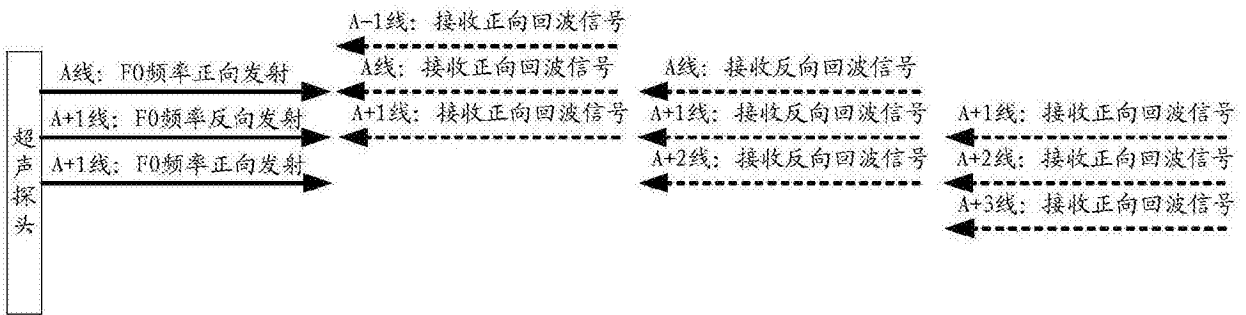 超声探头
A线：F0频率正向发射
A+1线：F0频率反向发射
A+1线：F0频率正向发射
A-1线：接收正向回波信号
A线：接收正向回波信号
A+1线：接收正向回波信号
A线：接收反向回波信号
A+1线：接收反向回波信号
A+2线：接收反向回波信号
A+1线：接收正向回波信号
A+2线：接收正向回波信号
A+3线：接收正向回波信号